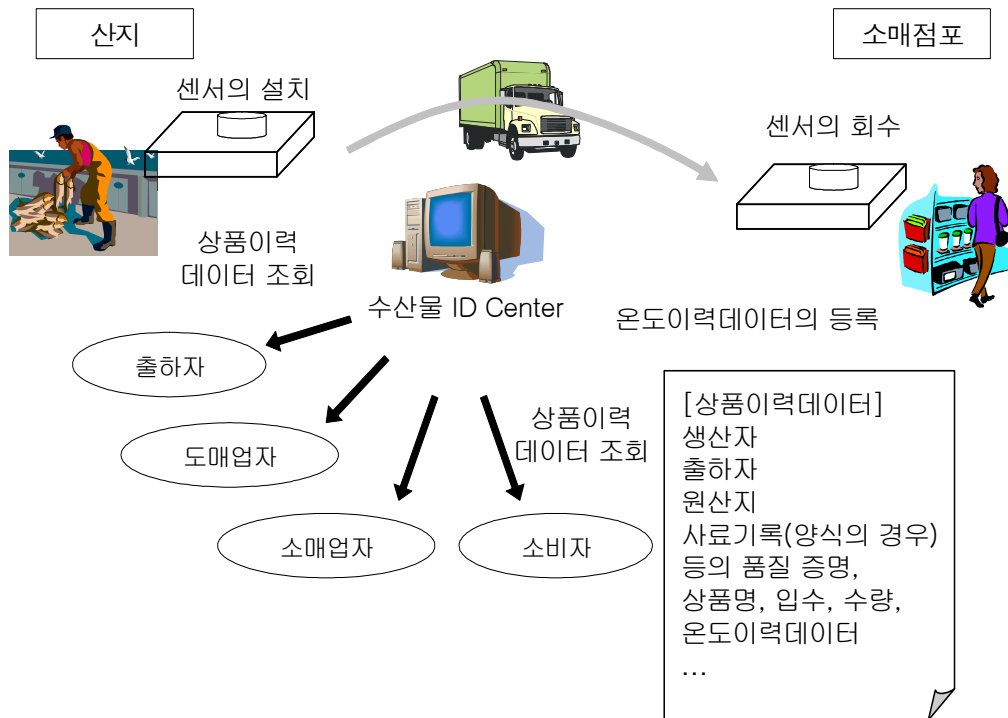 산지
소매점포
센서의 설치
센서의 회수
상품이력
데이터 조회
수산물 ID Center
온도이력데이터의 등록
출하자
도매업자
소매업자
소비자
상품이력
데이터 조회
[상품이력데이터]
생산자
출하자
원산지
사료기록(양식의 경우)
등의 품질 증명,
상품명, 입수, 수량,
온도이력데이터
...